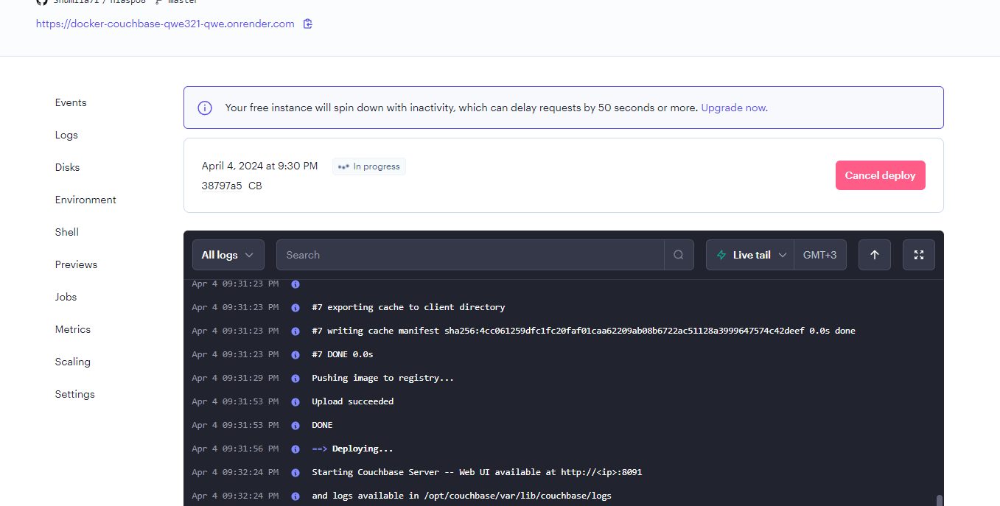 master
https://docker-couchbase-qwe321-qwe.onrender.com
Events
Logs
Disks
Environment
Shell
Previews
Jobs
Metrics
Scaling
Settings
Your free instance will spin down with inactivity, which can delay requests by 50 seconds or more. Upgrade now.
April 4, 2024 at 9:30 PM In progress
38797a5 CB
Cancel deploy
All logs Search Live tail GMT+3
Apr 4 09:31:23 PM
Apr 4 09:31:23 PM #7 exporting cache to client directory
Apr 4 09:31:23 PM #7 writing cache manifest sha256:4cc061259dfc1fc20faf01caa62209ab08b6722ac51128a3999647574c42deef 0.0s done
Apr 4 09:31:23 PM #7 DONE 0.0s
Apr 4 09:31:29 PM Pushing image to registry...
Apr 4 09:31:53 PM Upload succeeded
Apr 4 09:31:53 PM DONE
Apr 4 09:31:56 PM ==> Deploying...
Apr 4 09:32:24 PM Starting Couchbase Server -- Web UI available at http://<ip>:8091
Apr 4 09:32:24 PM and logs available in /opt/couchbase/var/lib/couchbase/logs